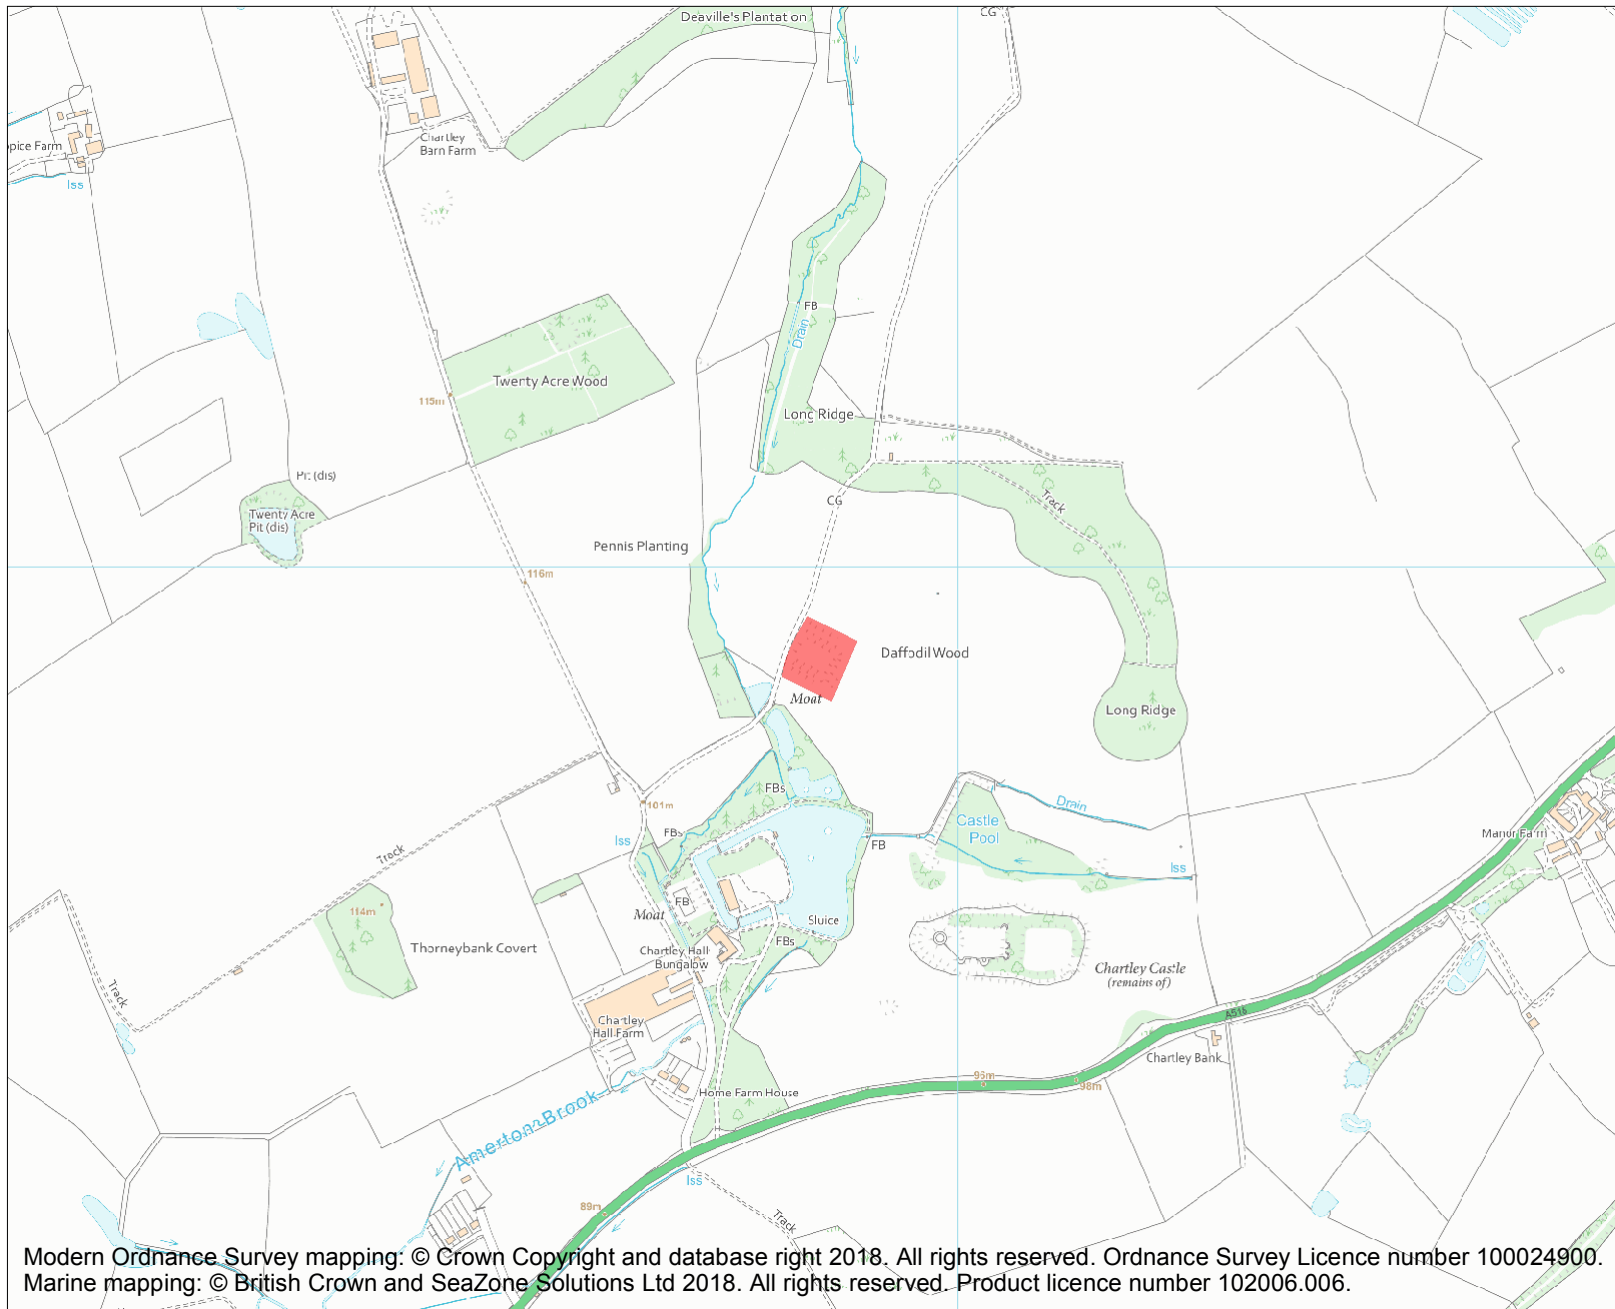 Deaville's Plantation
CG
Chartley
Barn Farm
Farm
Iss
FB
Drain
Twenty Acre Wood
115m
Long Ridge
Pit (dis)
CG
Track
Twenty Acre
Pit (dis)
Pennis Planting
116m
Daffodil Wood
Moat
Long Ridge
FBs
101m
Drain
Castle
Pool
Iss
FBs
FB
Manor Farm
Track
Iss
114m
FB
Moat
Sluice
Thorneybank Covert
FBs
Chartley Hall
Bungalow
Chartley Castle
(remains of)
Track
Chartley
Hall Farm
A518
Chartley Bank
95m
98m
Home Farm House
Amerton Brook
Iss
89m
Track
Modern Ordnance Survey mapping: © Crown Copyright and database right 2018. All rights reserved. Ordnance Survey Licence number 100024900.
Marine mapping: © British Crown and SeaZone Solutions Ltd 2018. All rights reserved. Product licence number 102006.006.